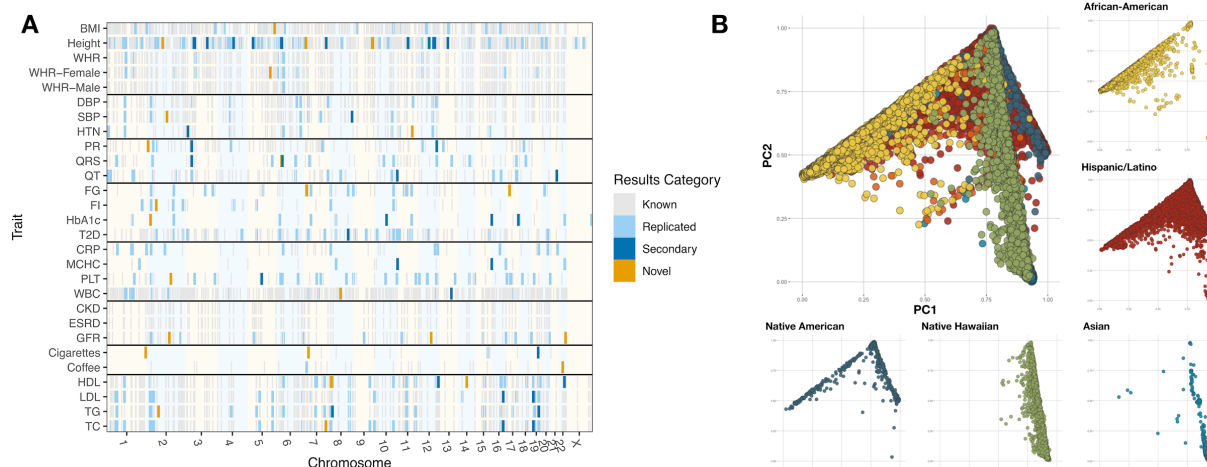 A
BMI
Height
WHR
WHR-Female
WHR-Male
DBP
SBP
HTN
PR
QRS
QT
FG
FI
HbA1c
T2D
CRP
MCHC
PLT
WBC
CKD
ESRD
GFR
Cigarettes
Coffee
HDL
LDL
TG
TC
Trait
1 2 3 4 5 6 7 8 9 10 11 12 13 14 15 16 17 18 19 20 21 22 X
Chromosome
Results Category
Known
Replicated
Secondary
Novel
B
PC2
1.00
0.75
0.50
0.25
0.00
0.00 0.25 0.50 0.75 1.00
PC1
African-American
Hispanic/Latino
Native American
Native Hawaiian
Asian